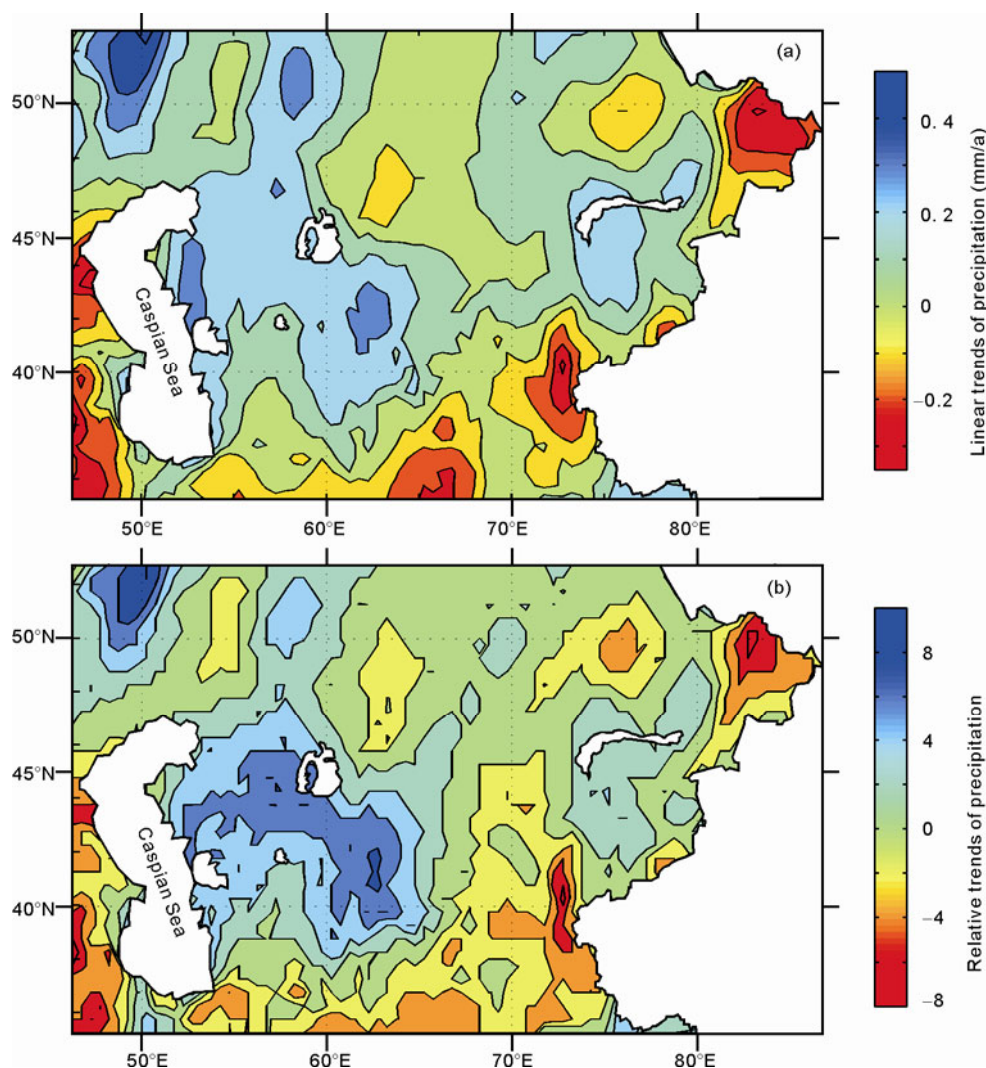 (a)
50°N
45°N
40°N
Caspian Sea
50°E
60°E
70°E
80°E
0. 4
0. 2
0
−0.2
Linear trends of precipitation (mm/a)
(b)
50°N
45°N
40°N
Caspian Sea
50°E
60°E
70°E
80°E
8
4
0
−4
−8
Relative trends of precipitation